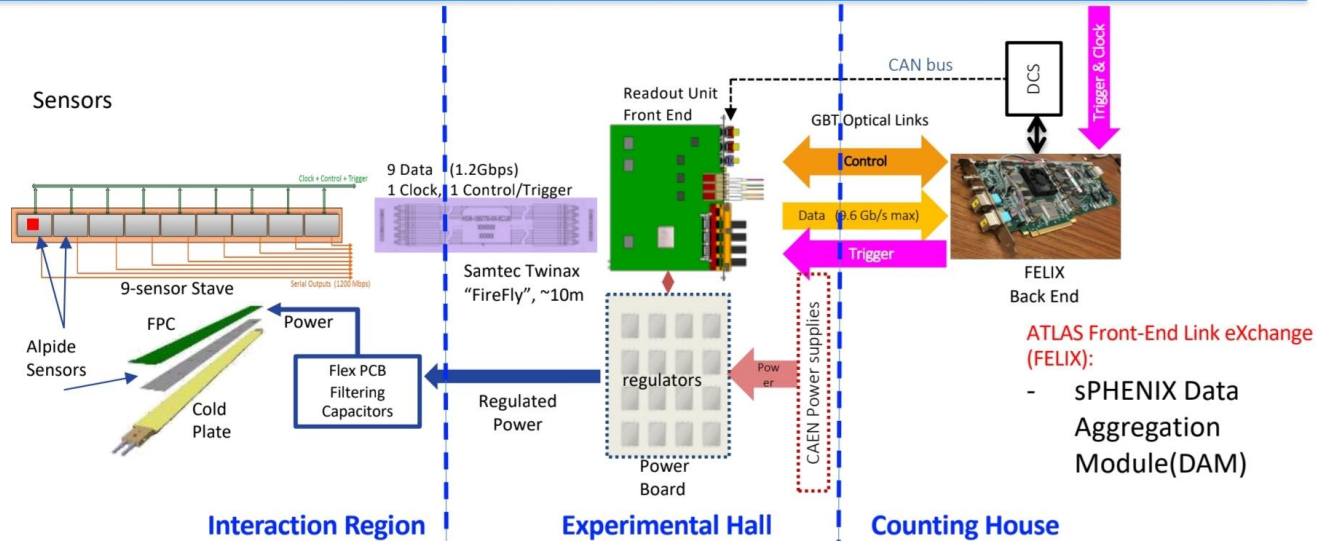 Sensors
Clock + Control + Trigger
Serial Outputs (1200 Mbps)
9-sensor Stave
FPC
Power
Alpide
Sensors
Cold
Plate
Flex PCB
Filtering
Capacitors
9 Data (1.2Gbps)
1 Clock, 1 Control/Trigger
Samtec Twinax
"FireFly", ~10m
Regulated
Power
Readout Unit
Front End
regulators
Power
Board
Pow
er
CAEN Power supplies
CAN bus
DCS
Trigger & Clock
GBT Optical Links
Control
Data (9.6 Gb/s max)
Trigger
FELIX
Back End
ATLAS Front-End Link eXchange
(FELIX):
- sPHENIX Data
Aggregation
Module(DAM)
Interaction Region
Experimental Hall
Counting House